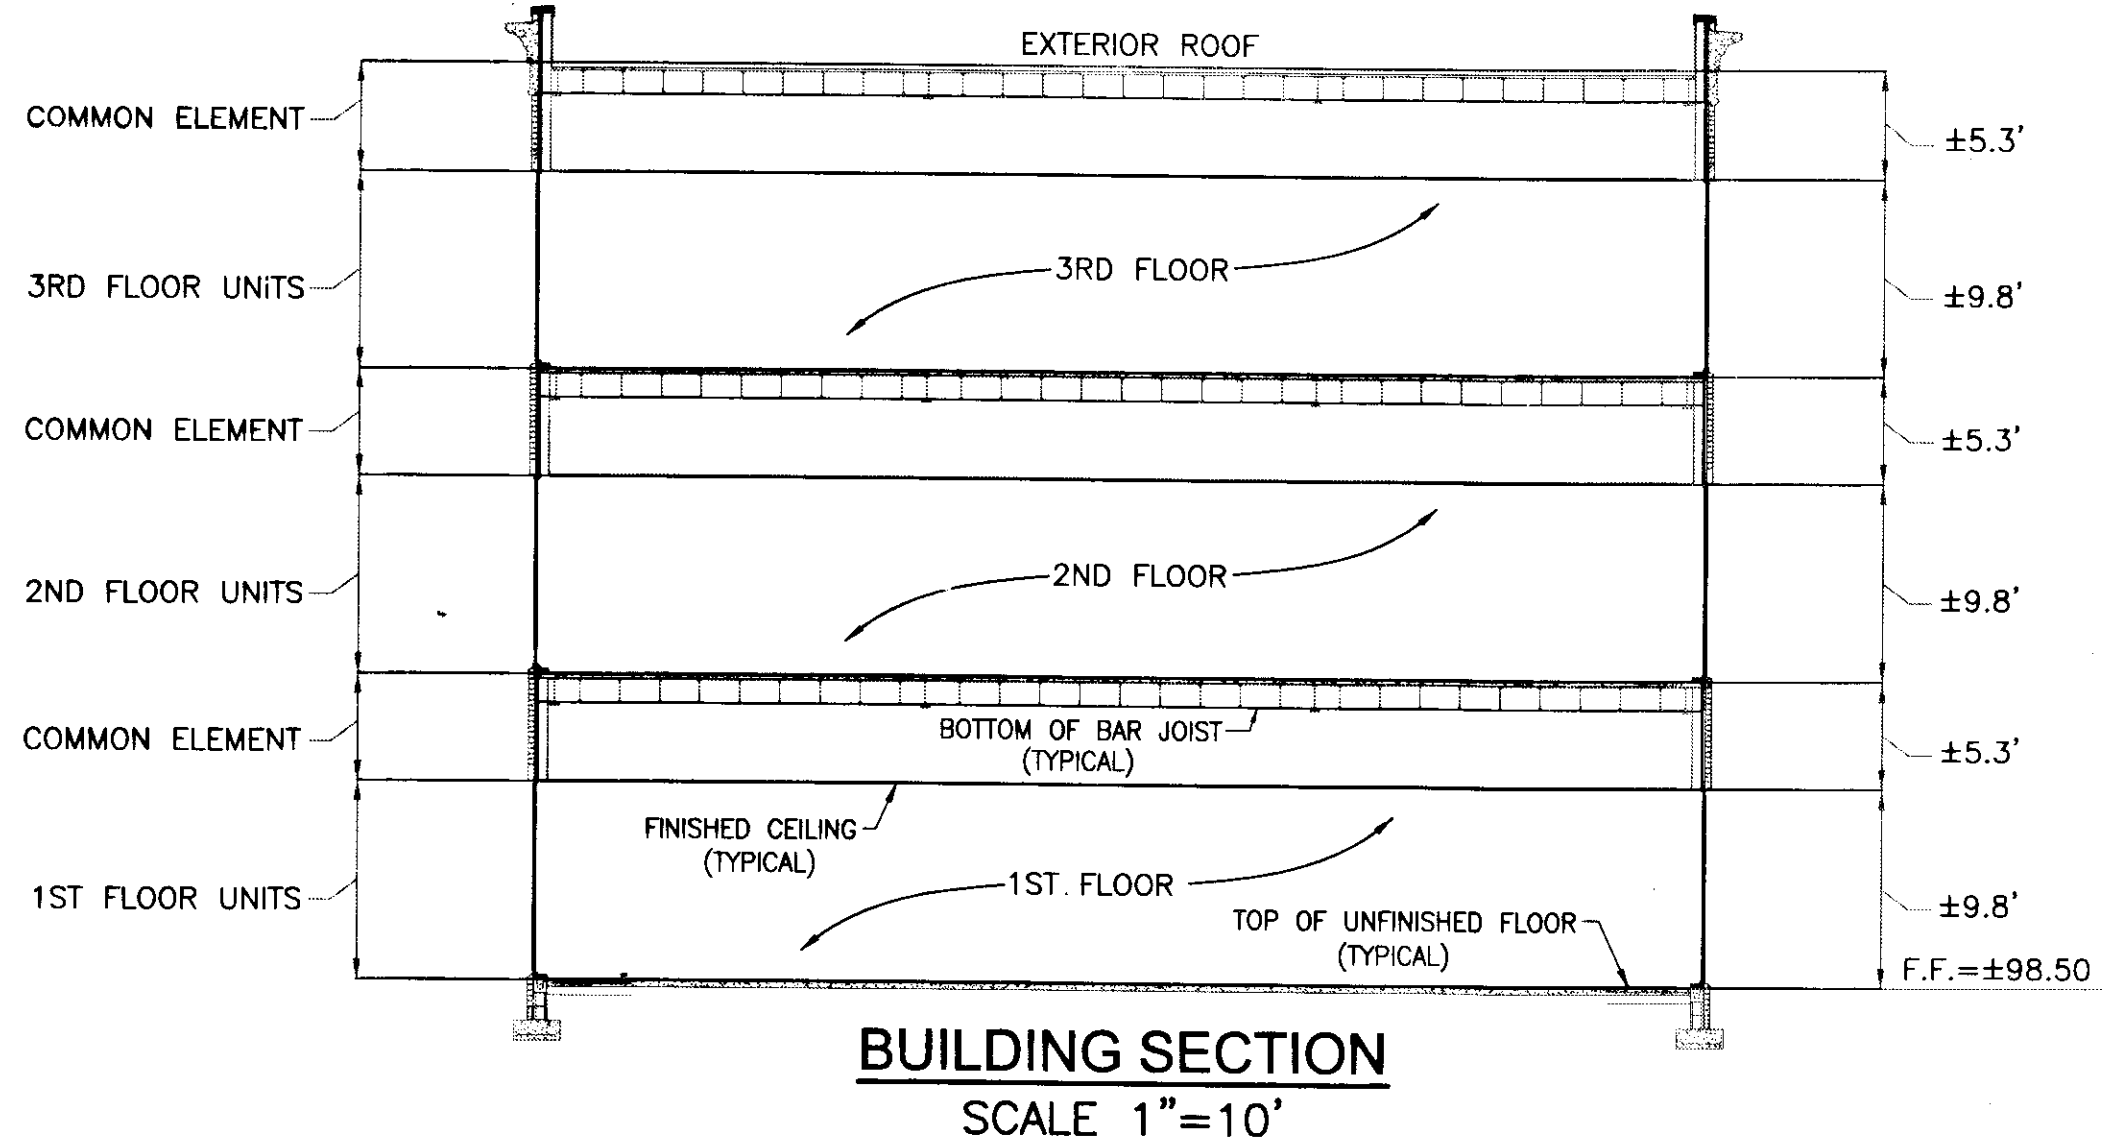 EXTERIOR ROOF
COMMON ELEMENT
±5.3'
3RD FLOOR UNITS
3RD FLOOR
±9.8'
COMMON ELEMENT
±5.3'
2ND FLOOR UNITS
2ND FLOOR
±9.8'
COMMON ELEMENT
BOTTOM OF BAR JOIST
(TYPICAL)
±5.3'
FINISHED CEILING
(TYPICAL)
1ST FLOOR UNITS
1ST. FLOOR
±9.8'
TOP OF UNFINISHED FLOOR
(TYPICAL)
F.F.=±98.50
BUILDING SECTION
SCALE 1"=10'